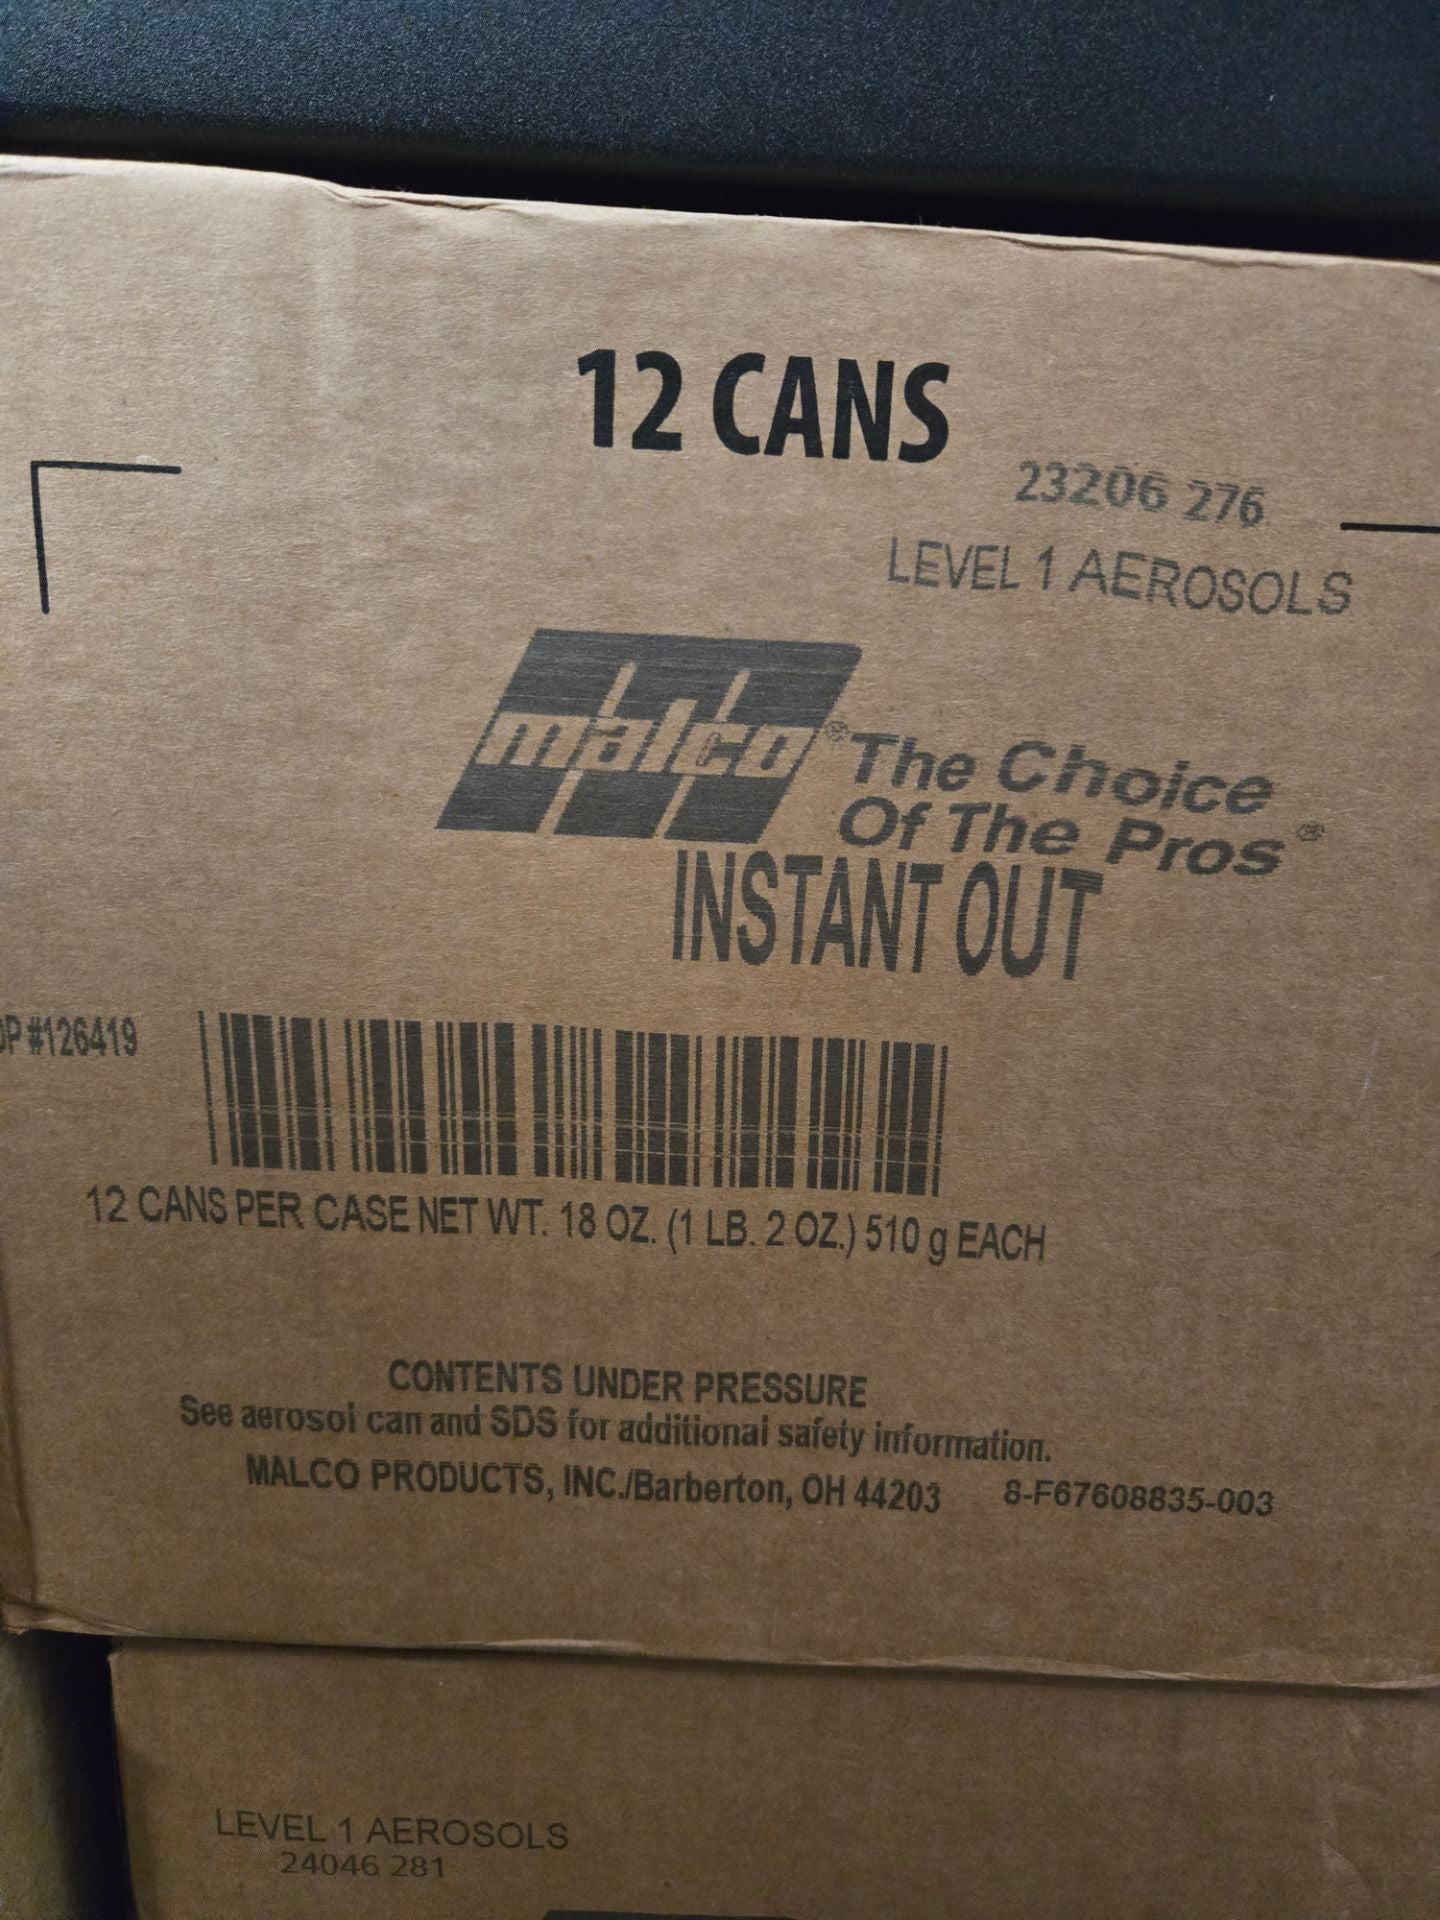 12 CANS
23206 276
LEVEL 1 AEROSOLS
malco® The Choice
Of The Pros®
INSTANT OUT
#126419
12 CANS PER CASE NET WT. 18 OZ. (1 LB. 2 OZ.) 510 g EACH
CONTENTS UNDER PRESSURE
See aerosol can and SDS for additional safety information.
MALCO PRODUCTS, INC./Barberton, OH 44203 8-F67608835-003
LEVEL 1 AEROSOLS
24046 281